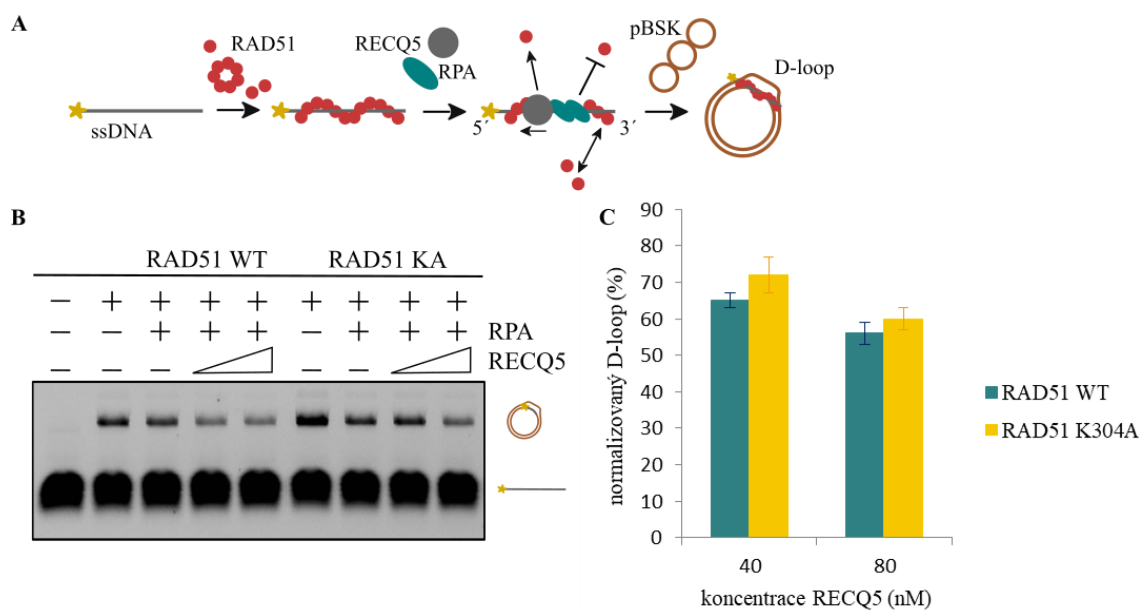 A
RAD51
RECQ5
RPA
pBSK
D-loop
ssDNA
5´
3´
B
RAD51 WT
RAD51 KA
– + + + + + + + +
– – + + + – + + + RPA
– – – – – RECQ5
C
normalizovaný D-loop (%)
90
80
70
60
50
40
30
20
10
0
40
80
koncentrace RECQ5 (nM)
RAD51 WT
RAD51 K304A